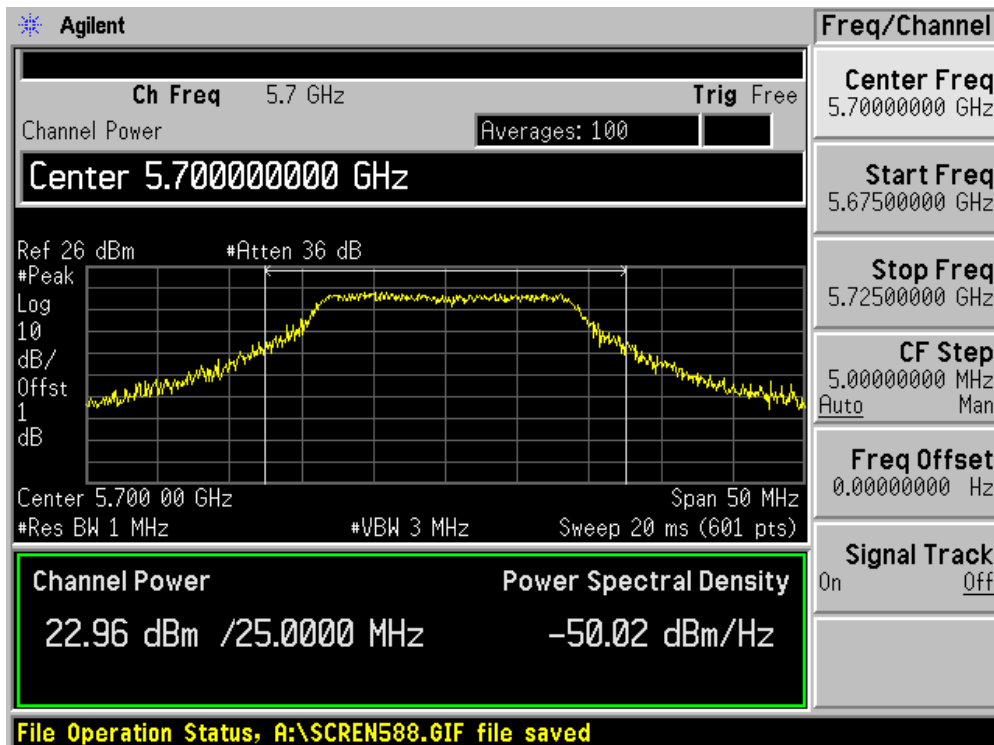 Agilent
Freq/Channel
Ch Freq 5.7 GHz Trig Free
Channel Power Averages: 100
Center 5.700000000 GHz
Ref 26 dBm #Atten 36 dB
#Peak
Log
10
dB/
Offst
1
dB
Center 5.700 00 GHz Span 50 MHz
#Res BW 1 MHz #VBW 3 MHz Sweep 20 ms (601 pts)
Channel Power Power Spectral Density
22.96 dBm /25.0000 MHz -50.02 dBm/Hz
File Operation Status, A:\SCREN588.GIF file saved
Center Freq
5.70000000 GHz
Start Freq
5.67500000 GHz
Stop Freq
5.72500000 GHz
CF Step
5.00000000 MHz
Auto Man
Freq Offset
0.00000000 Hz
Signal Track
On Off